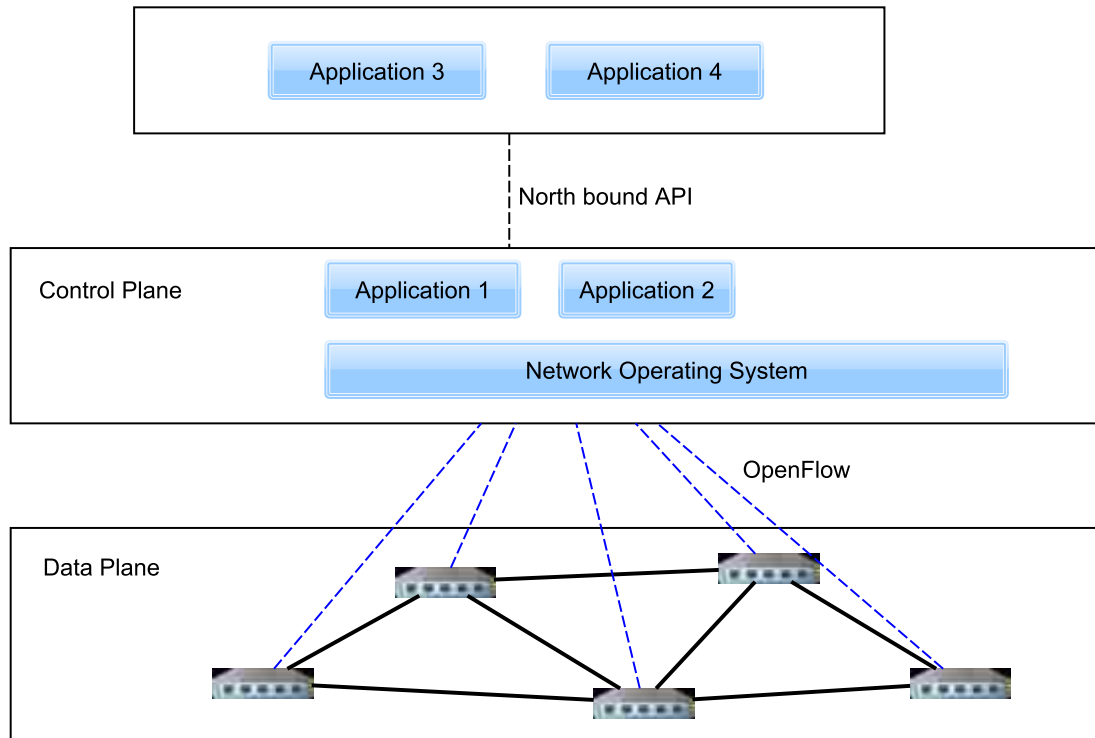 Application 3
Application 4
North bound API
Control Plane
Application 1
Application 2
Network Operating System
OpenFlow
Data Plane